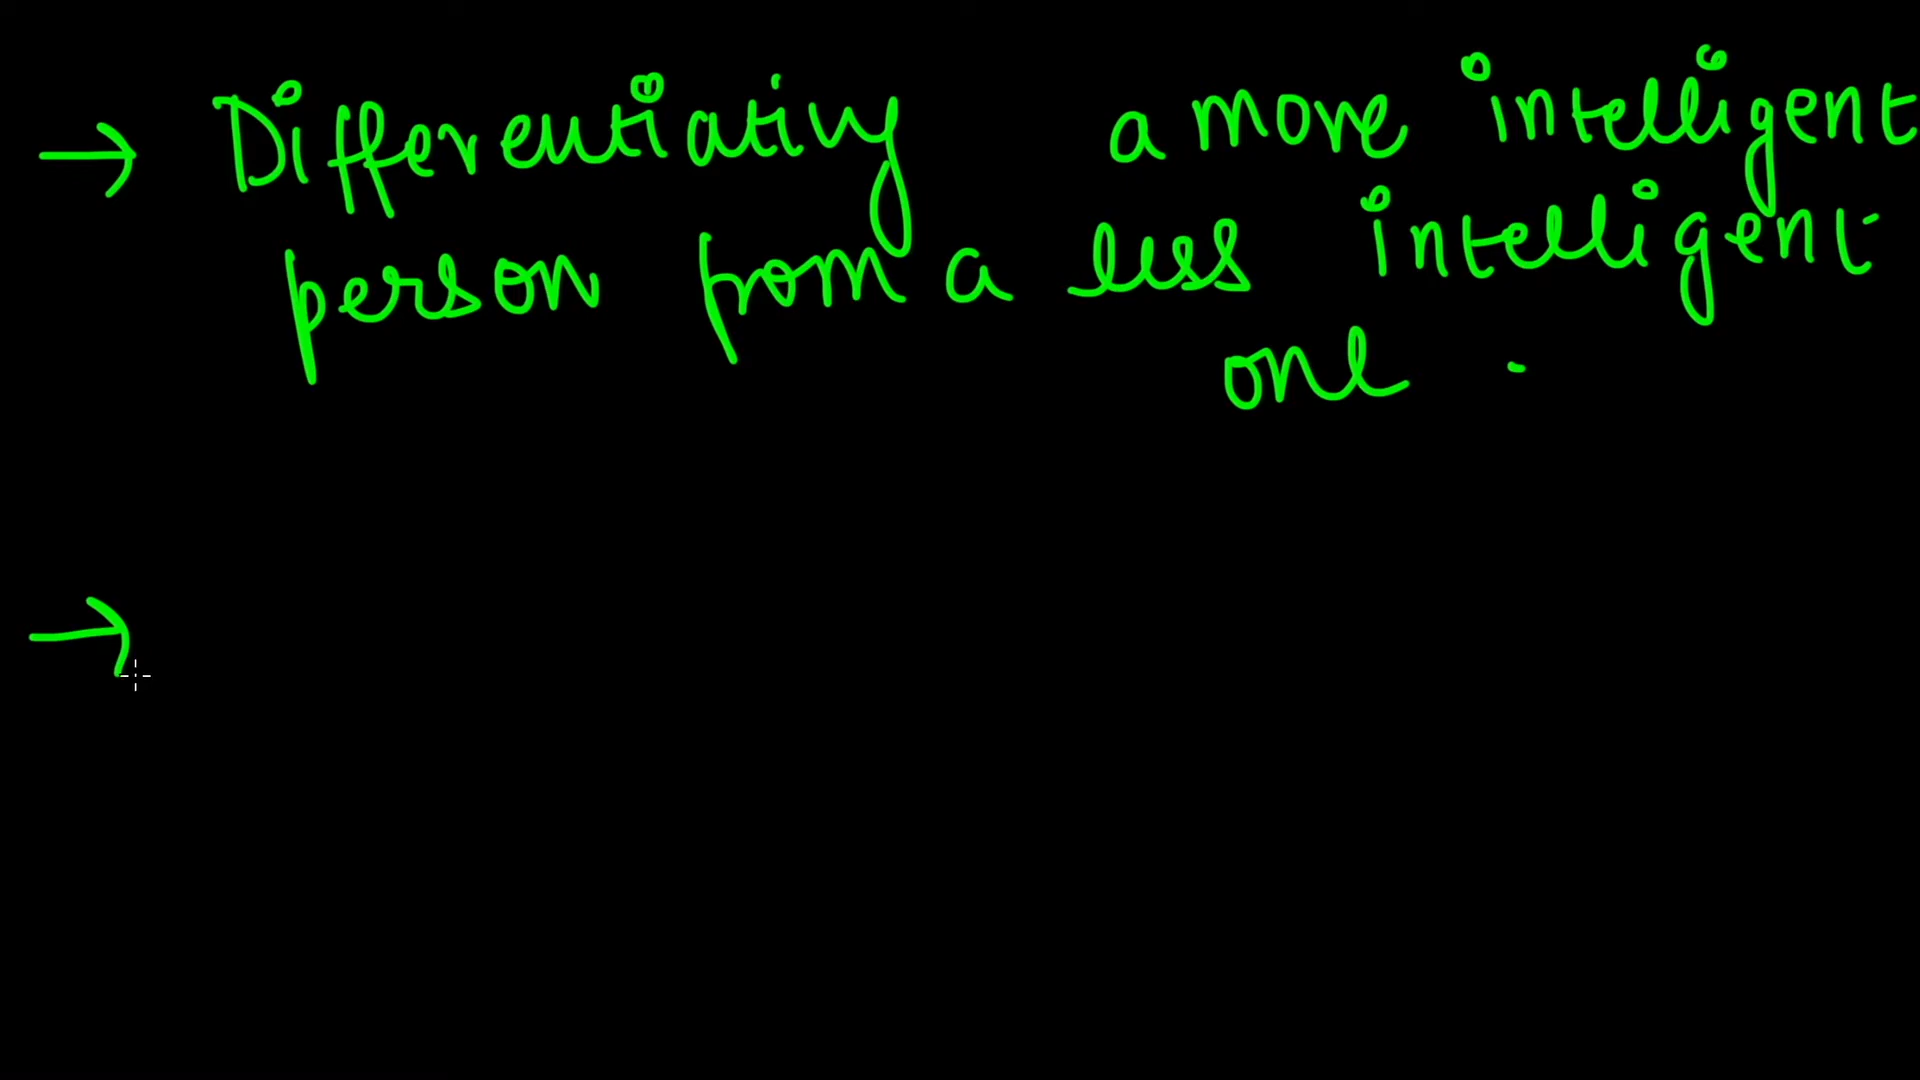 → Differentiating a more intelligent
person from a less intelligent
one.
→